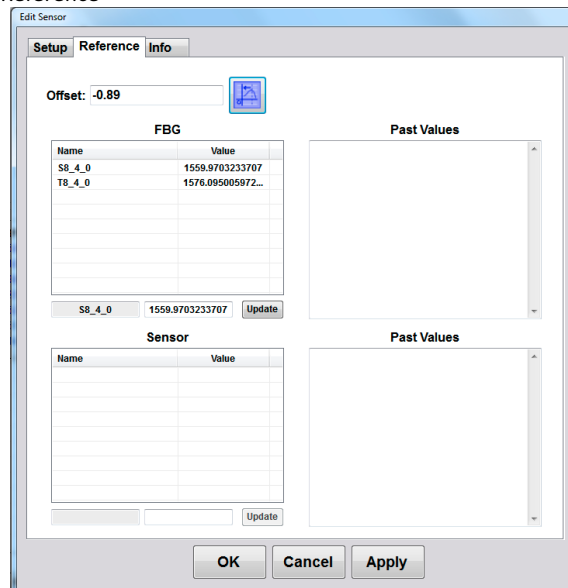 Edit Sensor
Setup Reference Info
Offset: -0.89
FBG Past Values
Name Value
S8_4_0 1559.9703233707
T8_4_0 1576.095005972...
S8_4_0 1559.9703233707 Update
Sensor Past Values
Name Value
Update
OK Cancel Apply